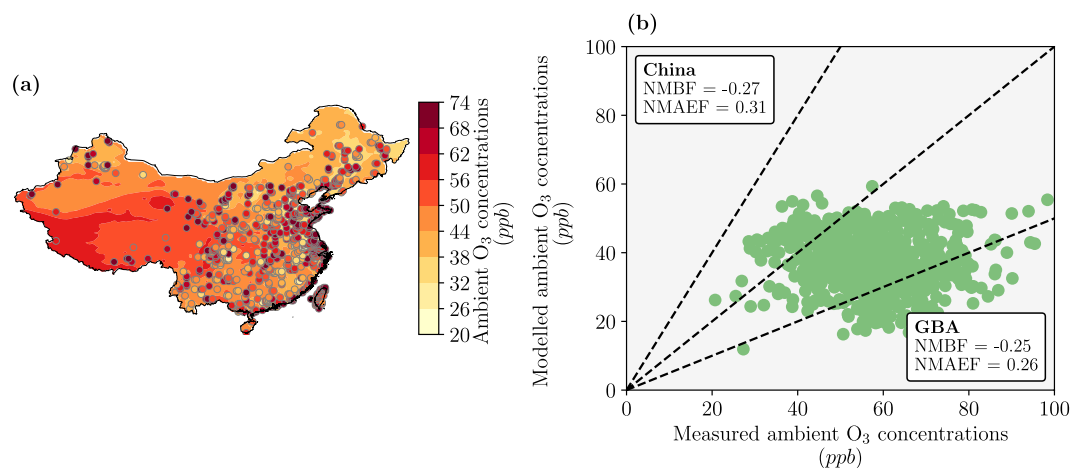 (a)
74
68
62
56
50
44
38
32
26
20
Ambient O₃ concentrations
(ppb)
(b)
100
80
60
40
20
0
Modelled ambient O₃ cocentrations
(ppb)
China
NMBF = -0.27
NMAEF = 0.31
GBA
NMBF = -0.25
NMAEF = 0.26
0 20 40 60 80 100
Measured ambient O₃ concentrations
(ppb)